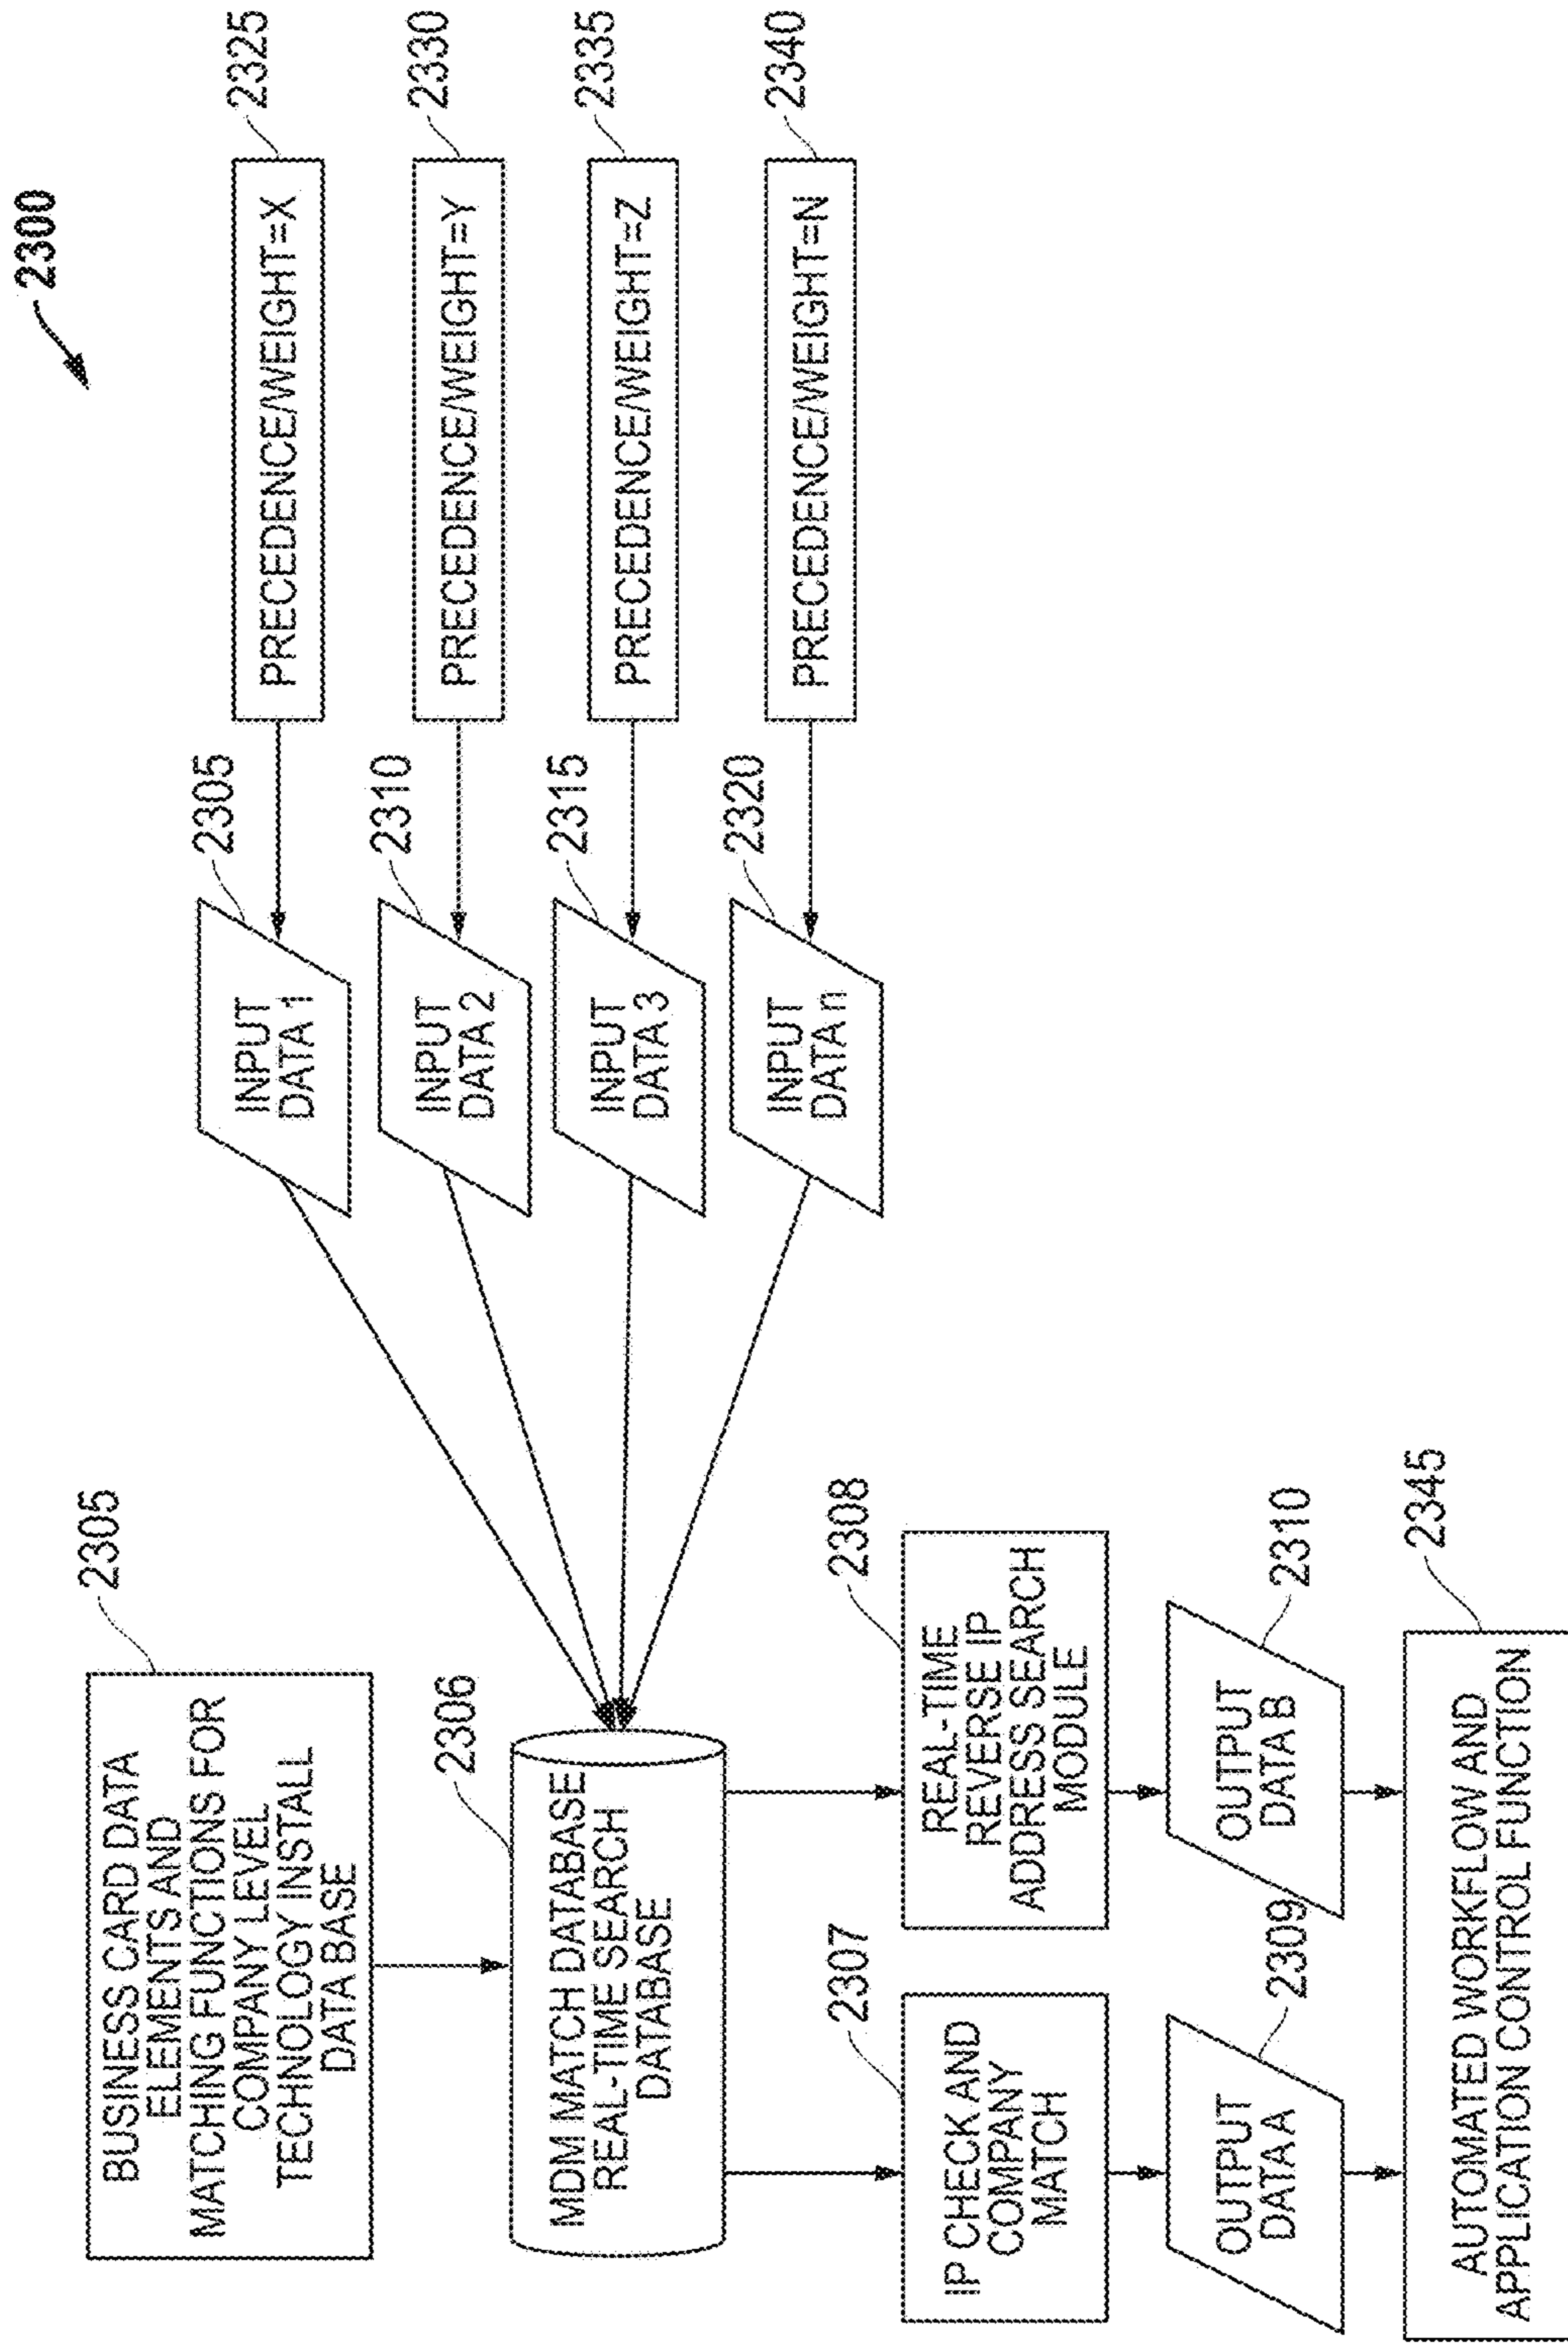 2300
BUSINESS CARD DATA
ELEMENTS AND
MATCHING FUNCTIONS FOR
COMPANY LEVEL
TECHNOLOGY INSTALL
DATA BASE
2305
MDM MATCH DATABASE
REAL-TIME SEARCH
DATABASE
2306
INPUT
DATA 1
2305
PRECEDENCE/WEIGHT=X
2325
INPUT
DATA 2
2310
PRECEDENCE/WEIGHT=Y
2330
INPUT
DATA 3
2315
PRECEDENCE/WEIGHT=Z
2335
INPUT
DATA n
2320
PRECEDENCE/WEIGHT=N
2340
IP CHECK AND
COMPANY
MATCH
2307
REAL-TIME
REVERSE IP
ADDRESS SEARCH
MODULE
2308
OUTPUT
DATA A
2309
OUTPUT
DATA B
2310
AUTOMATED WORKFLOW AND
APPLICATION CONTROL FUNCTION
2345